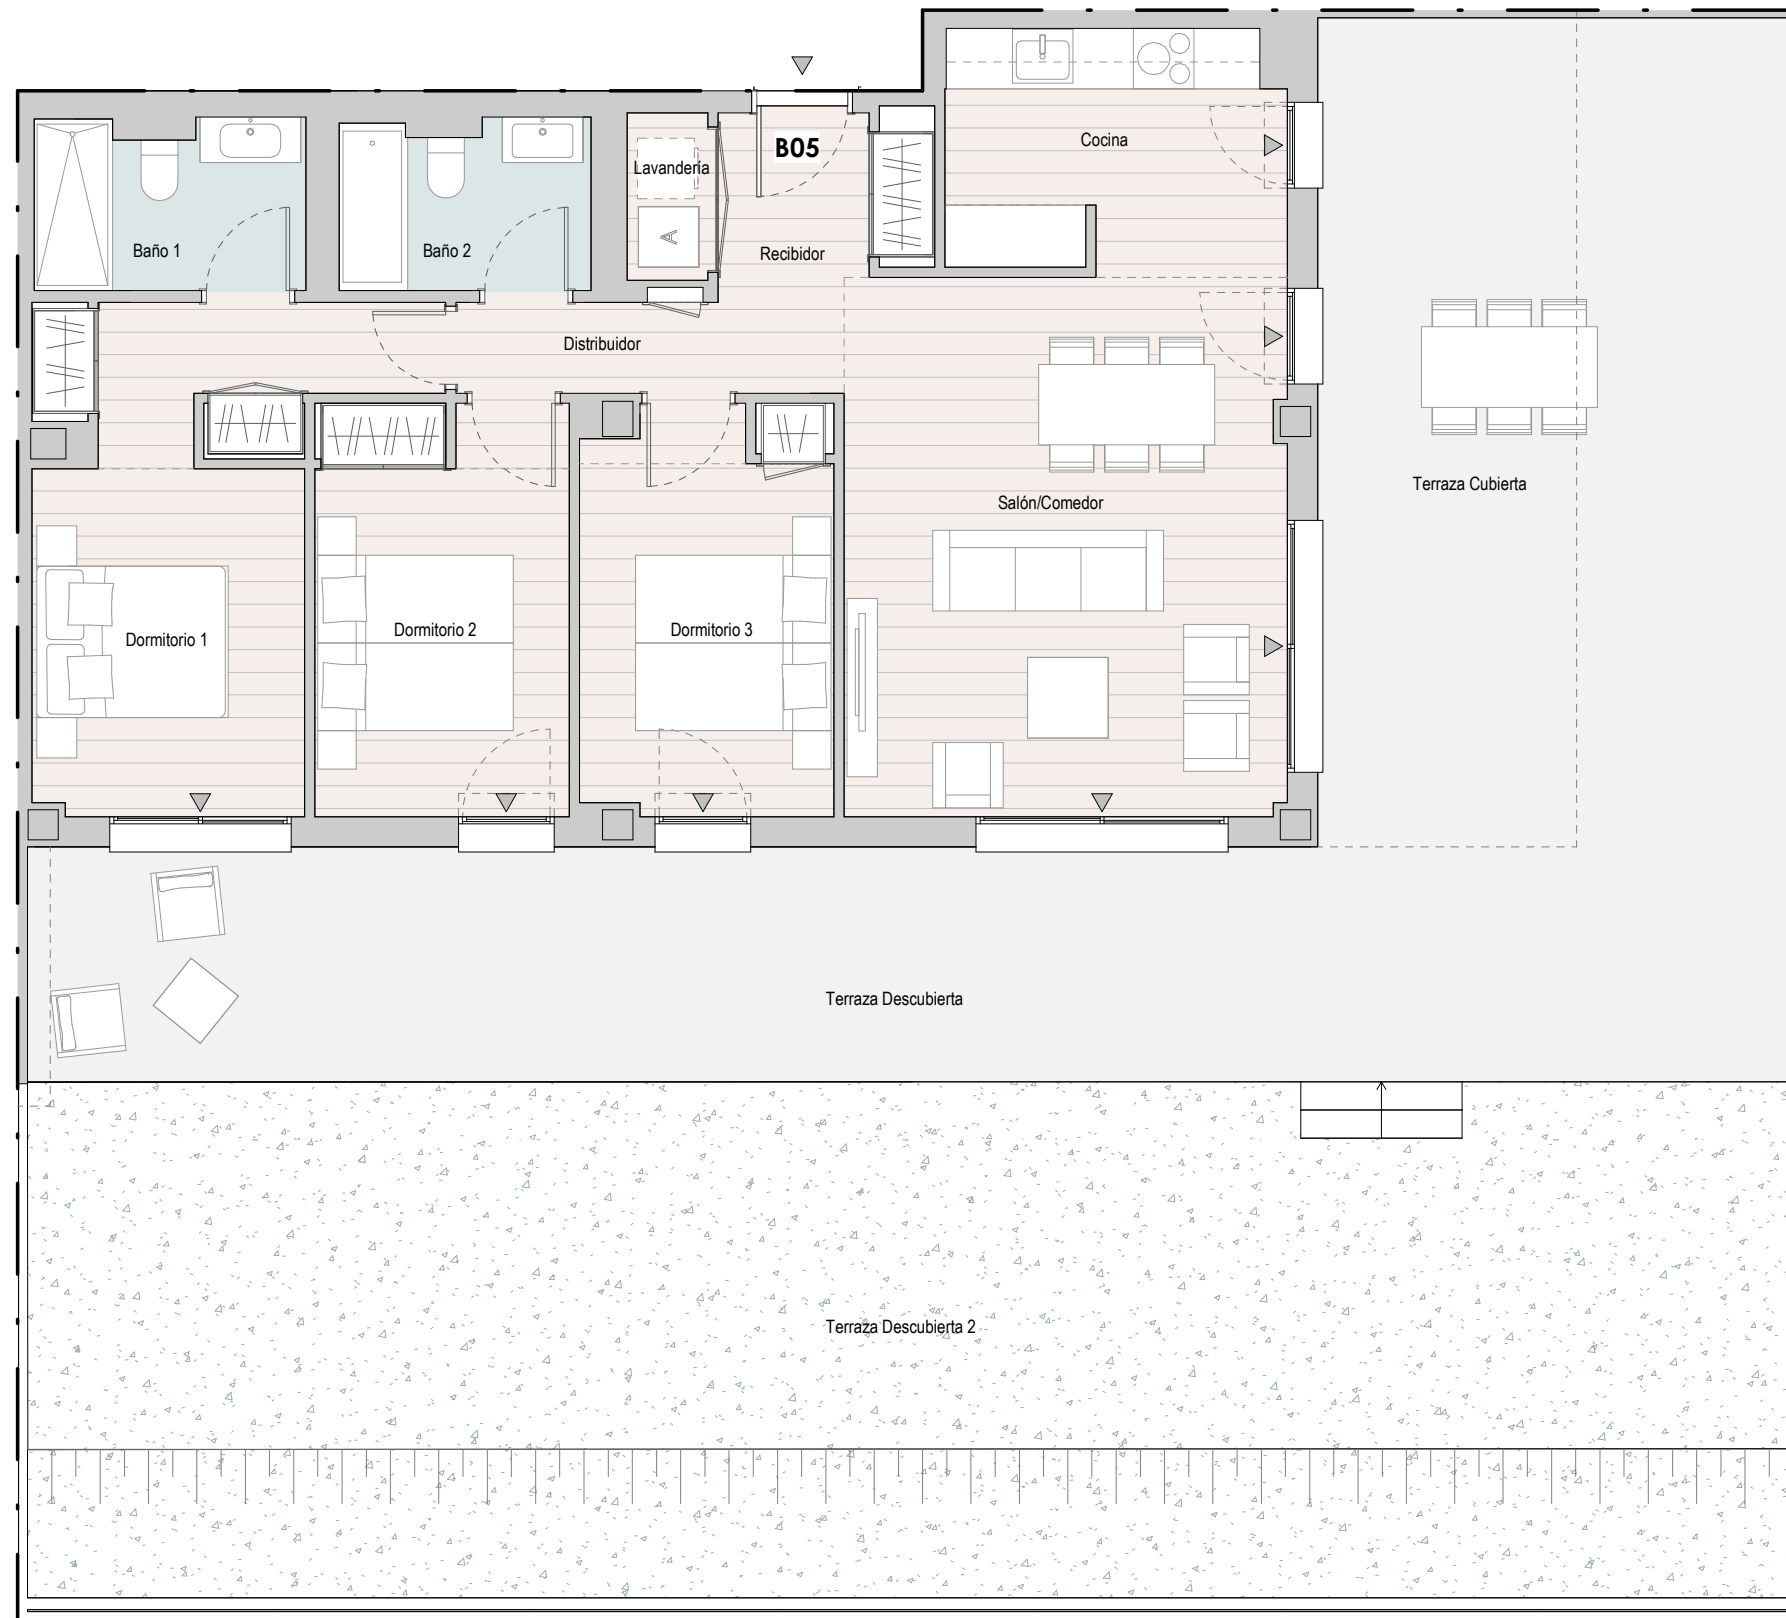 B05
Cocina
Lavandería
Baño 1
Baño 2
Recibidor
A
Distribuidor
Terraza Cubierta
Salón/Comedor
Dormitorio 1
Dormitorio 2
Dormitorio 3
Terraza Descubierta
Terraza Descubierta 2